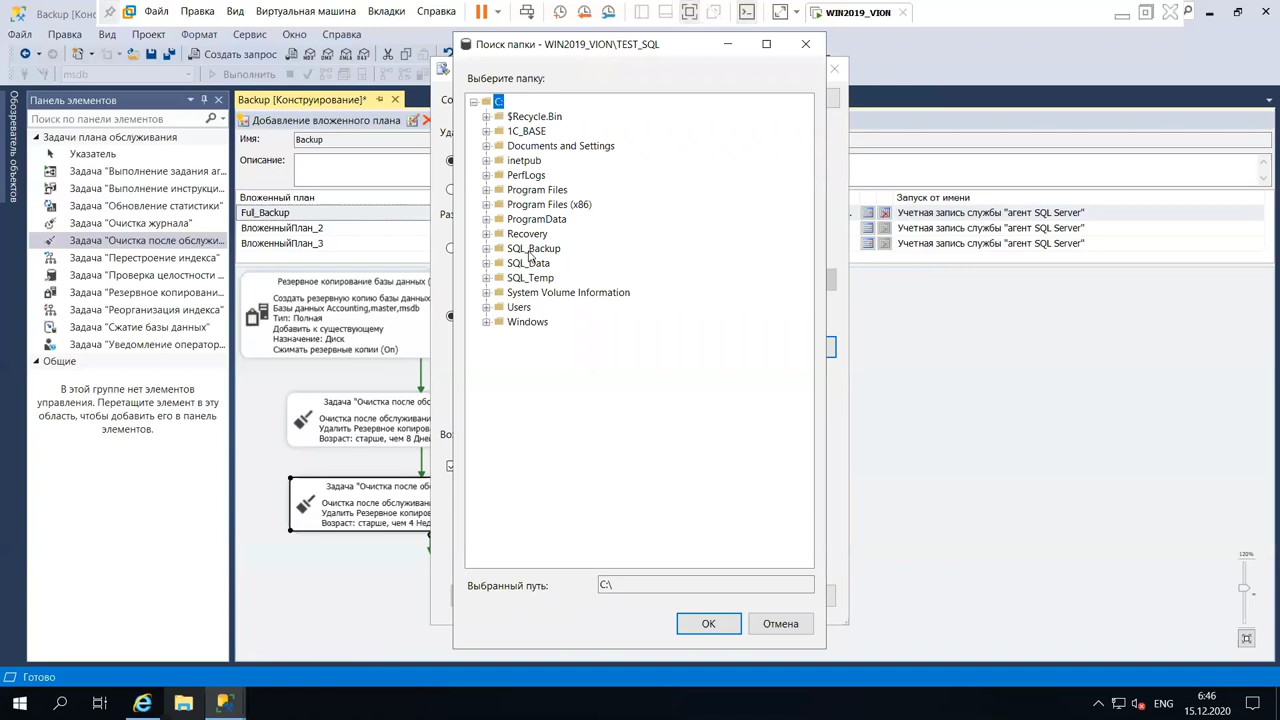 Backup [Конс
Файл Правка Вид Виртуальная машина Вкладки Справка
WIN2019_VION
Файл Правка Вид Проект Формат Сервис Окно Справка
Создать запрос
msdb
Выполнить
Обозреватель объектов
Панель элементов
Поиск по панели элементов
Задачи плана обслуживания
Указатель
Задача "Выполнение задания аг...
Задача "Выполнение инструкци...
Задача "Обновление статистики"
Задача "Очистка журнала"
Задача "Очистка после обслужи...
Задача "Перестроение индекса"
Задача "Проверка целостности
Задача "Реорганизация индекса"
Задача "Сжатие базы данных"
Задача "Уведомление оператор...
Общие
В этой группе нет элементов
управления. Перетащите элемент в эту
область, чтобы добавить его в панель
элементов.
Backup [Конструирование]*
Добавление вложенного плана
Имя: Backup
Описание:
Вложенный план
Запуск от имени
Full_Backup
Учетная запись службы "агент SQL Server"
ВложенныйПлан_2
Учетная запись службы "агент SQL Server"
ВложенныйПлан_3
Учетная запись службы "агент SQL Server"
Резервное копирование базы данных (
Создать резервную копию базы данных
Базы данных Accounting,master,msdb
Тип: Полная
Добавить к существующему
Назначение: Диск
Сжимать резервные копии (On)
Задача "Очистка после обс
Очистка после обслуживани
Удалить Резервное копиров
Возраст: старше, чем 8 Дней
Задача "Очистка после обс
Очистка после обслуживани
Удалить Резервное копиров
Возраст: старше, чем 4 Нед
Со
Уда
Раз
Воз
Поиск папки - WIN2019_VION\TEST_SQL
Выберите папку:
C:
$Recycle.Bin
1C_BASE
Documents and Settings
inetpub
PerfLogs
Program Files
Program Files (x86)
ProgramData
Recovery
SQL_Backup
SQL_Data
SQL_Temp
System Volume Information
Users
Windows
Выбранный путь: C:\
OK Отмена
120%
Готово
ENG
6:46
15.12.2020